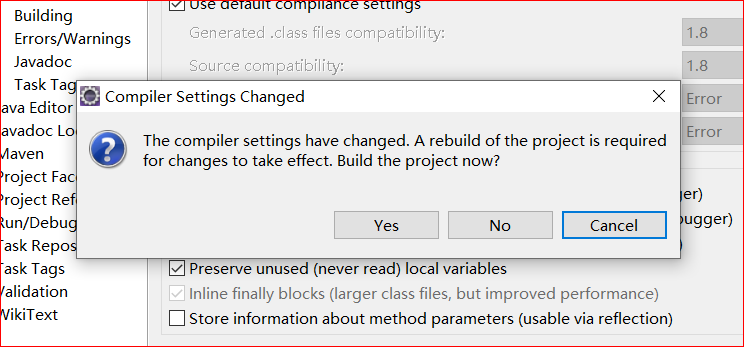 Building
Use default compliance settings
Errors/Warnings
Generated .class files compatibility:
1.8
Javadoc
Source compatibility:
1.8
Task Tag
Compiler Settings Changed
ava Editor
Error
avadoc Loc
Error
The compiler settings have changed. A rebuild of the project is required
for changes to take effect. Build the project now?
Maven
Project Face
Project Refe
ger)
Run/Debug
bugger)
Yes
No
Cancel
Task Repos
)
Task Tags
Preserve unused (never read) local variables
Validation
Inline finally blocks (larger class files, but improved performance)
WikiText
Store information about method parameters (usable via reflection)